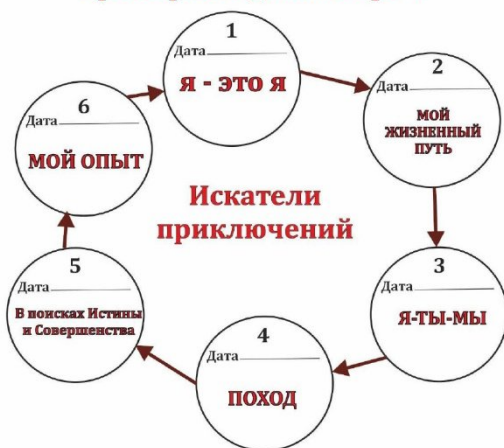 1
Дата
Я - ЭТО Я
2
Дата
МОЙ
ЖИЗНЕННЫЙ
ПУТЬ
3
Дата
Я-ТЫ-МЫ
4
Дата
ПОХОД
5
Дата
В поисках Истины
и Совершенства
6
Дата
МОЙ ОПЫТ
Искатели
приключений